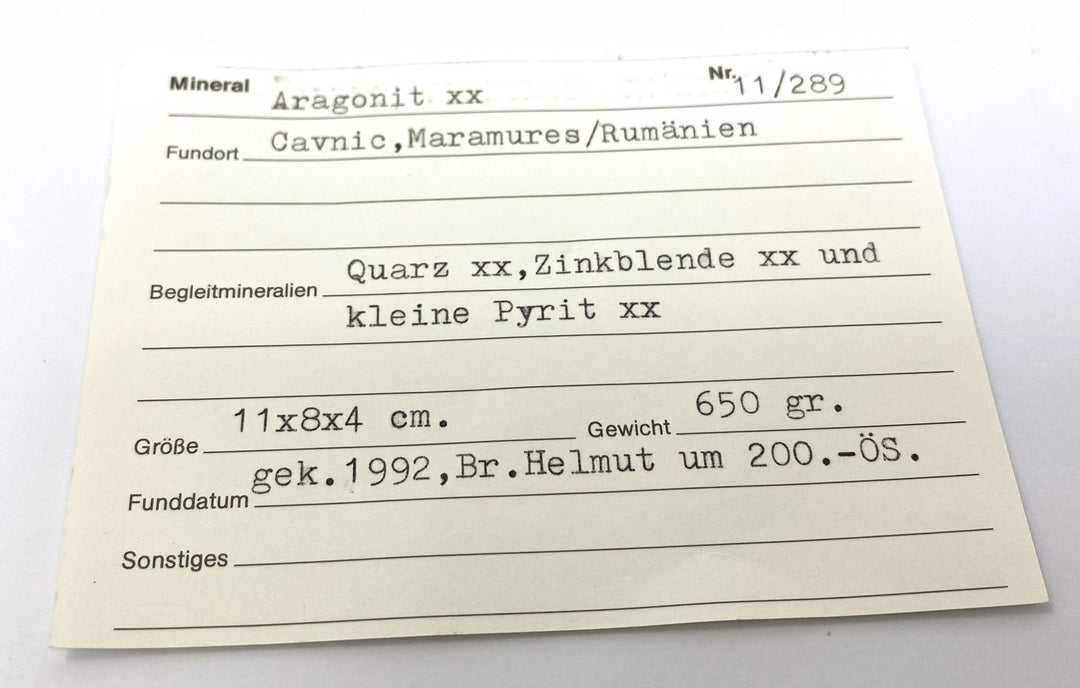 Mineral Aragonit xx Nr. 11/289
Fundort Cavnic,Maramures/Rumänien
Begleitmineralien Quarz xx,Zinkblende xx und
kleine Pyrit xx
Größe 11x8x4 cm. Gewicht 650 gr.
Funddatum gek.1992,Br.Helmut um 200.-ÖS.
Sonstiges